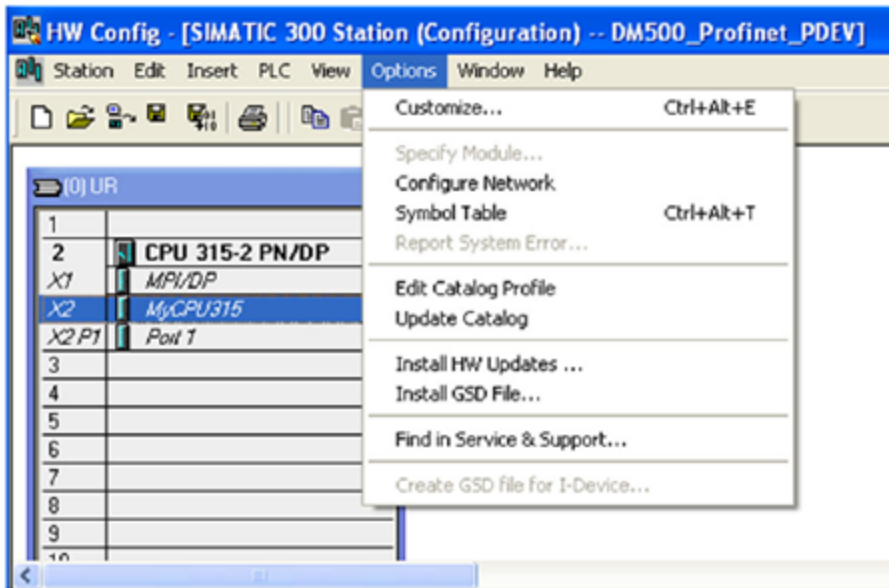 HW Config - [SIMATIC 300 Station (Configuration) -- DM500_Profinet_PDEV]
Station Edit Insert PLC View Options Window Help
Customize... Ctrl+Alt+E
Specify Module...
Configure Network
Symbol Table Ctrl+Alt+T
Report System Error...
Edit Catalog Profile
Update Catalog
Install HW Updates ...
Install GSD File...
Find in Service & Support...
Create GSD file for I-Device...
(0) UR
1
2 CPU 315-2 PN/DP
X1 MPI/DP
X2 MyCPU315
X2 P1 Port 1
3
4
5
6
7
8
9
10